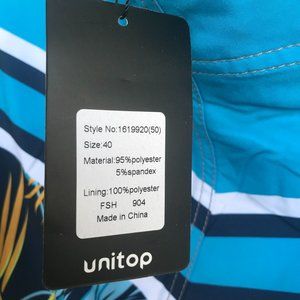 Style No:1619920(50)
Size:40
Material:95%polyester
5%spandex
Lining:100%polyester
FSH 904
Made in China
unitop